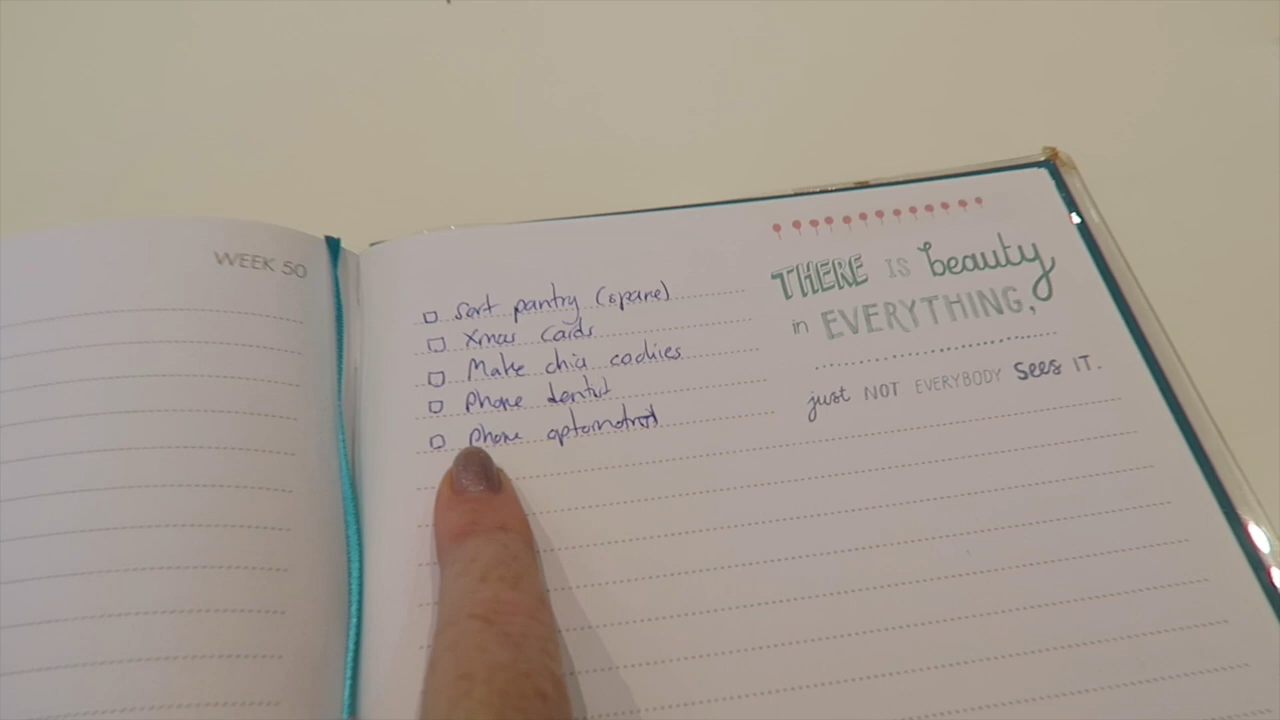 WEEK 50
Sort pantry (spare)
Xmas cards
Make chia cookies
Phone dentist
Phone optometrist
THERE IS beauty
in EVERYTHING,
just NOT EVERYBODY Sees IT.